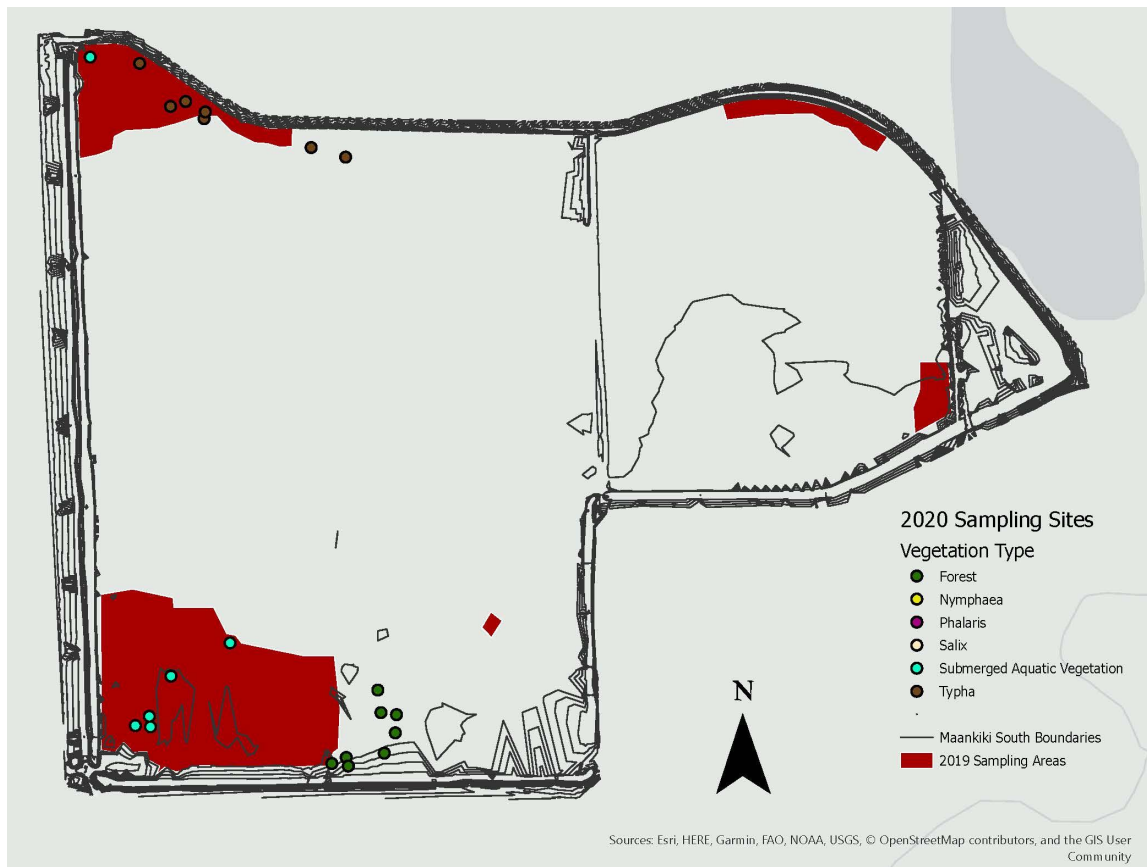 2020 Sampling Sites
Vegetation Type
Forest
Nymphaea
Phalaris
Salix
Submerged Aquatic Vegetation
Typha
Maankiki South Boundaries
2019 Sampling Areas
N
Sources: Esri, HERE, Garmin, FAO, NOAA, USGS, © OpenStreetMap contributors, and the GIS User
Community